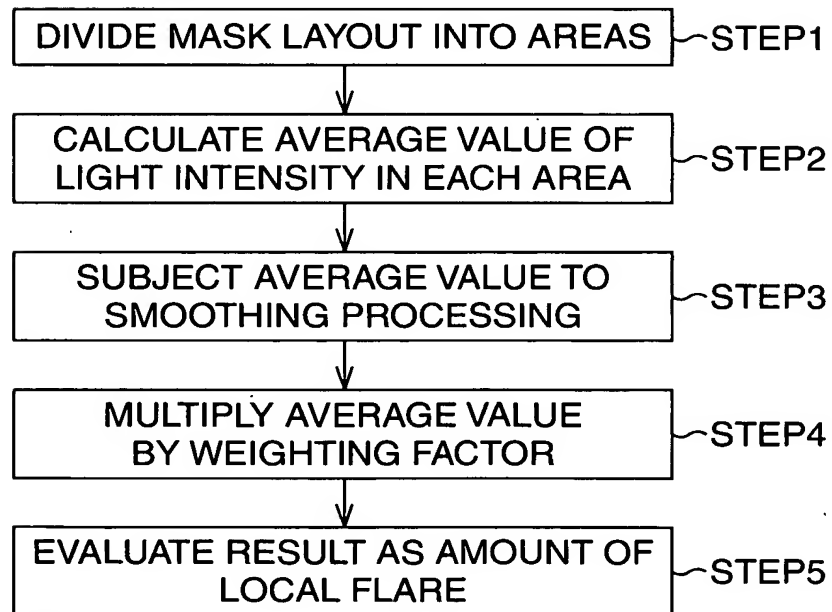 DIVIDE MASK LAYOUT INTO AREAS STEP1
CALCULATE AVERAGE VALUE OF
LIGHT INTENSITY IN EACH AREA STEP2
SUBJECT AVERAGE VALUE TO
SMOOTHING PROCESSING STEP3
MULTIPLY AVERAGE VALUE
BY WEIGHTING FACTOR STEP4
EVALUATE RESULT AS AMOUNT OF
LOCAL FLARE STEP5